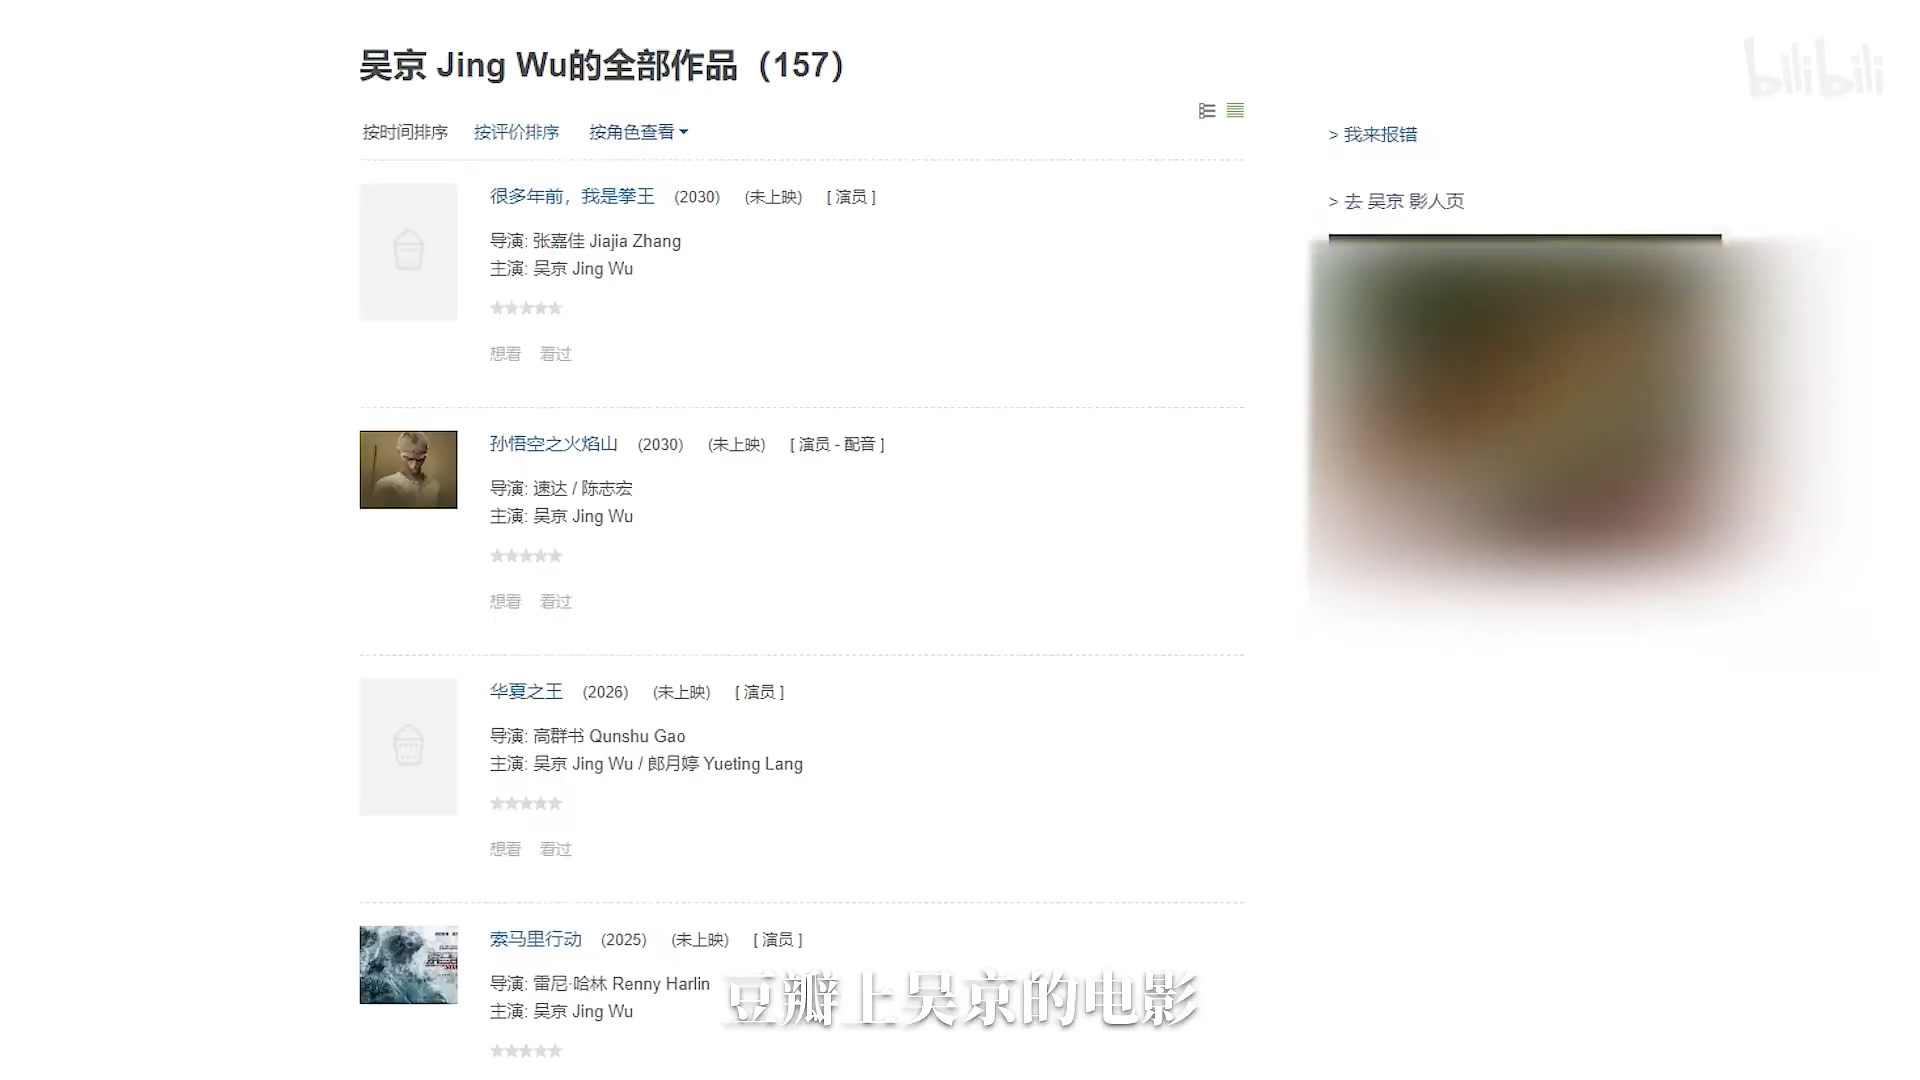 吴京 Jing Wu的全部作品（157）
bilibili
按时间排序 按评价排序 按角色查看
> 我来报错
> 去 吴京 影人页
很多年前，我是拳王 (2030) (未上映) [ 演员 ]
导演: 张嘉佳 Jiajia Zhang
主演: 吴京 Jing Wu
想看 看过
孙悟空之火焰山 (2030) (未上映) [ 演员 - 配音 ]
导演: 速达 / 陈志宏
主演: 吴京 Jing Wu
想看 看过
华夏之王 (2026) (未上映) [ 演员 ]
导演: 高群书 Qunshu Gao
主演: 吴京 Jing Wu / 郎月婷 Yueting Lang
想看 看过
索马里行动 (2025) (未上映) [ 演员 ]
导演: 雷尼·哈林 Renny Harlin
主演: 吴京 Jing Wu
豆瓣上吴京的电影